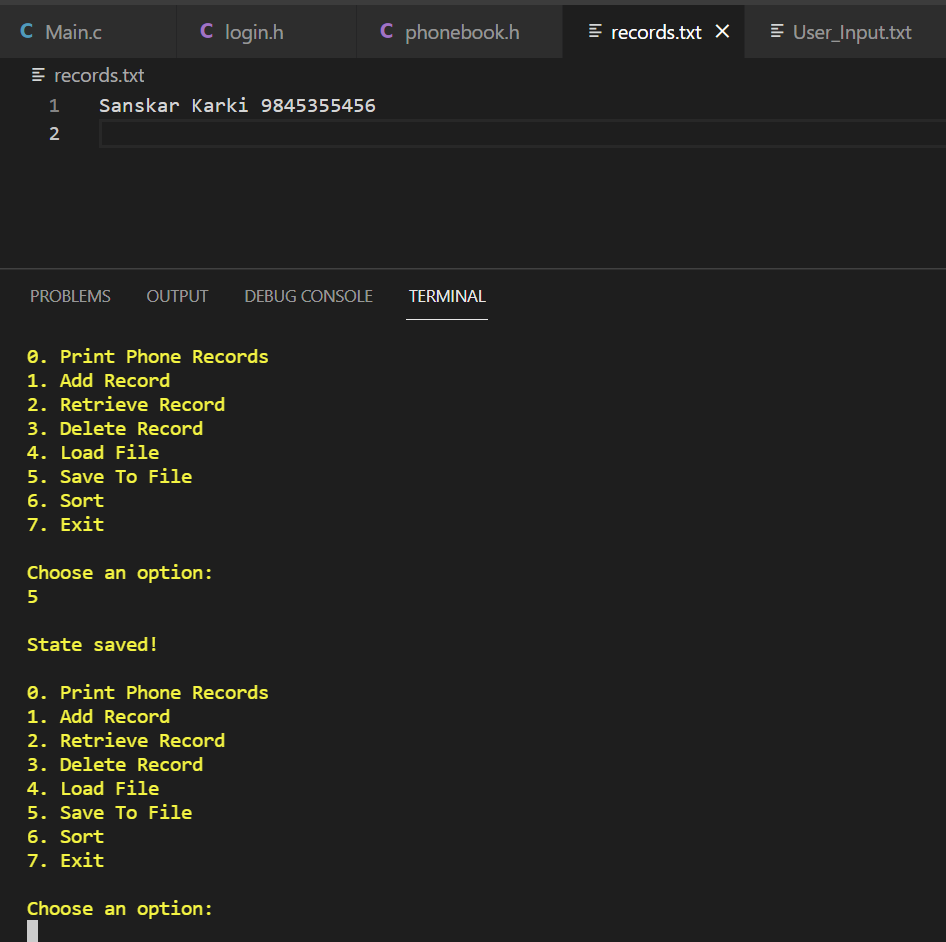 C Main.c C login.h C phonebook.h records.txt User_Input.txt
records.txt
1 Sanskar Karki 9845355456
2
PROBLEMS OUTPUT DEBUG CONSOLE TERMINAL
0. Print Phone Records
1. Add Record
2. Retrieve Record
3. Delete Record
4. Load File
5. Save To File
6. Sort
7. Exit
Choose an option:
5
State saved!
0. Print Phone Records
1. Add Record
2. Retrieve Record
3. Delete Record
4. Load File
5. Save To File
6. Sort
7. Exit
Choose an option: